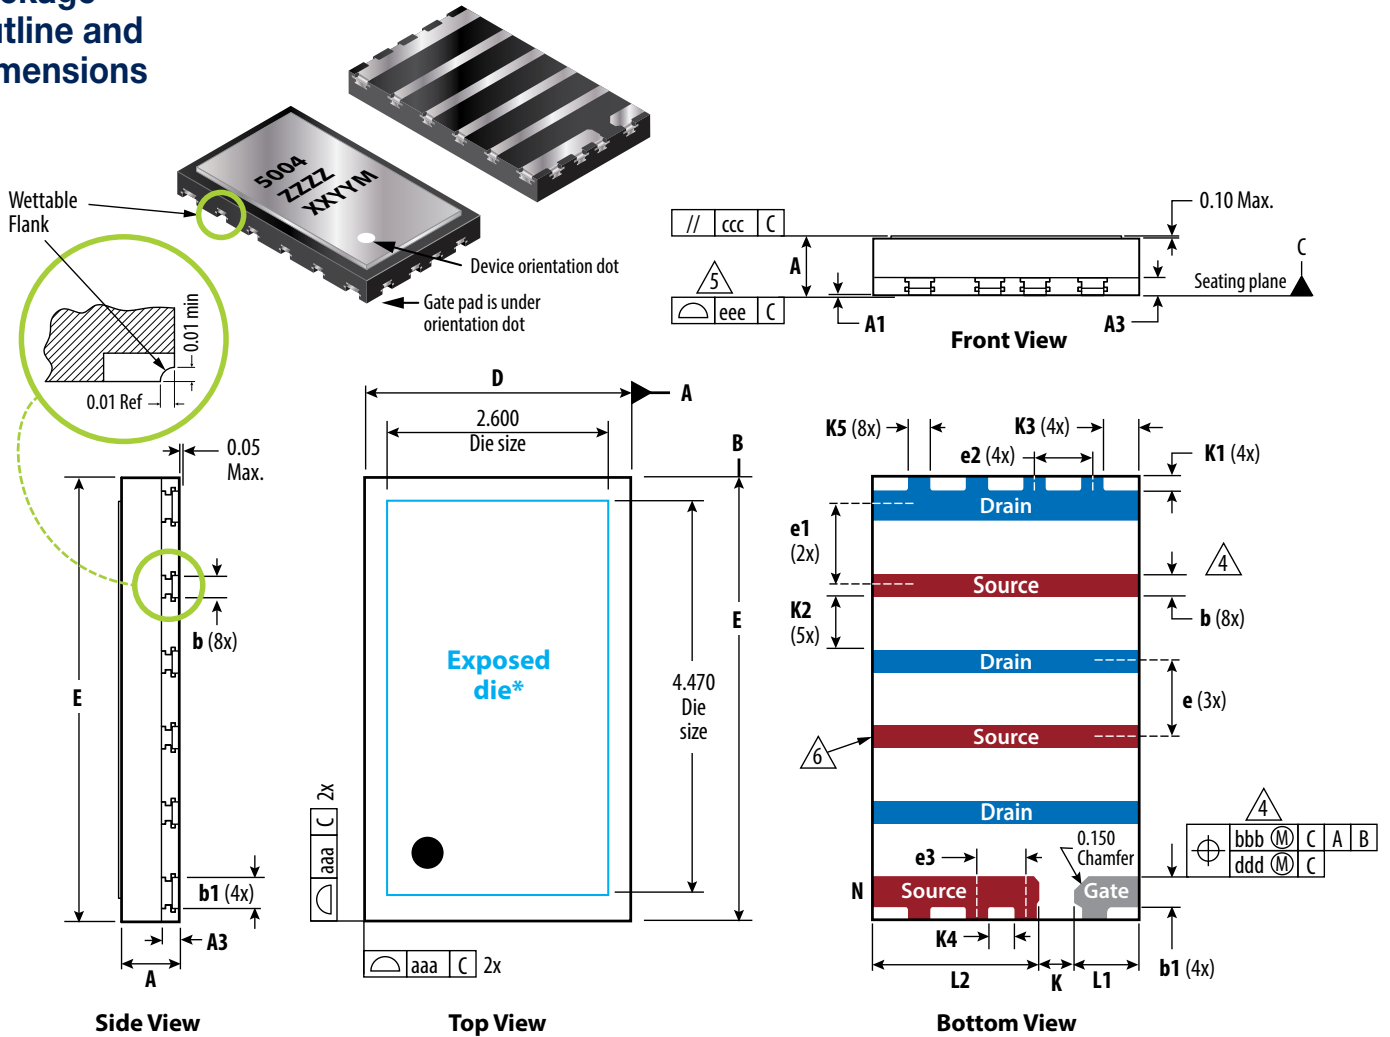 utline and
mensions
5004
ZZZZ
XXYYM
Wettable
Flank
Device orientation dot
Gate pad is under
orientation dot
0.01 min
0.01 Ref
// ccc C
A
5
eee C
A1
0.10 Max.
C
Seating plane
A3
Front View
0.05
Max.
E
b (8x)
b1 (4x)
A3
A
Side View
D
A
2.600
Die size
B
E
Exposed
die*
4.470
Die
size
aaa C 2x
aaa C 2x
Top View
K5 (8x)
K3 (4x)
e2 (4x)
K1 (4x)
Drain
e1
(2x)
Source
4
K2
(5x)
b (8x)
Drain
e (3x)
Source
6
Drain
4
bbb M C A B
ddd M C
e3
0.150
Chamfer
N
Source
Gate
K4
b1 (4x)
L2
K
L1
Bottom View